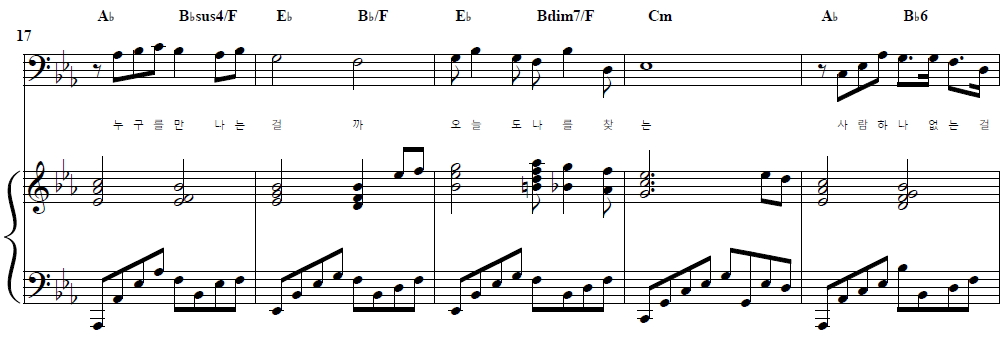 A♭ B♭sus4/F E♭ B♭/F E♭ Bdim7/F Cm A♭ B♭6
17
누 구 를 만 나 는 걸 까 오 늘 도 나 를 찾 는 사 람 하 나 없 는 걸